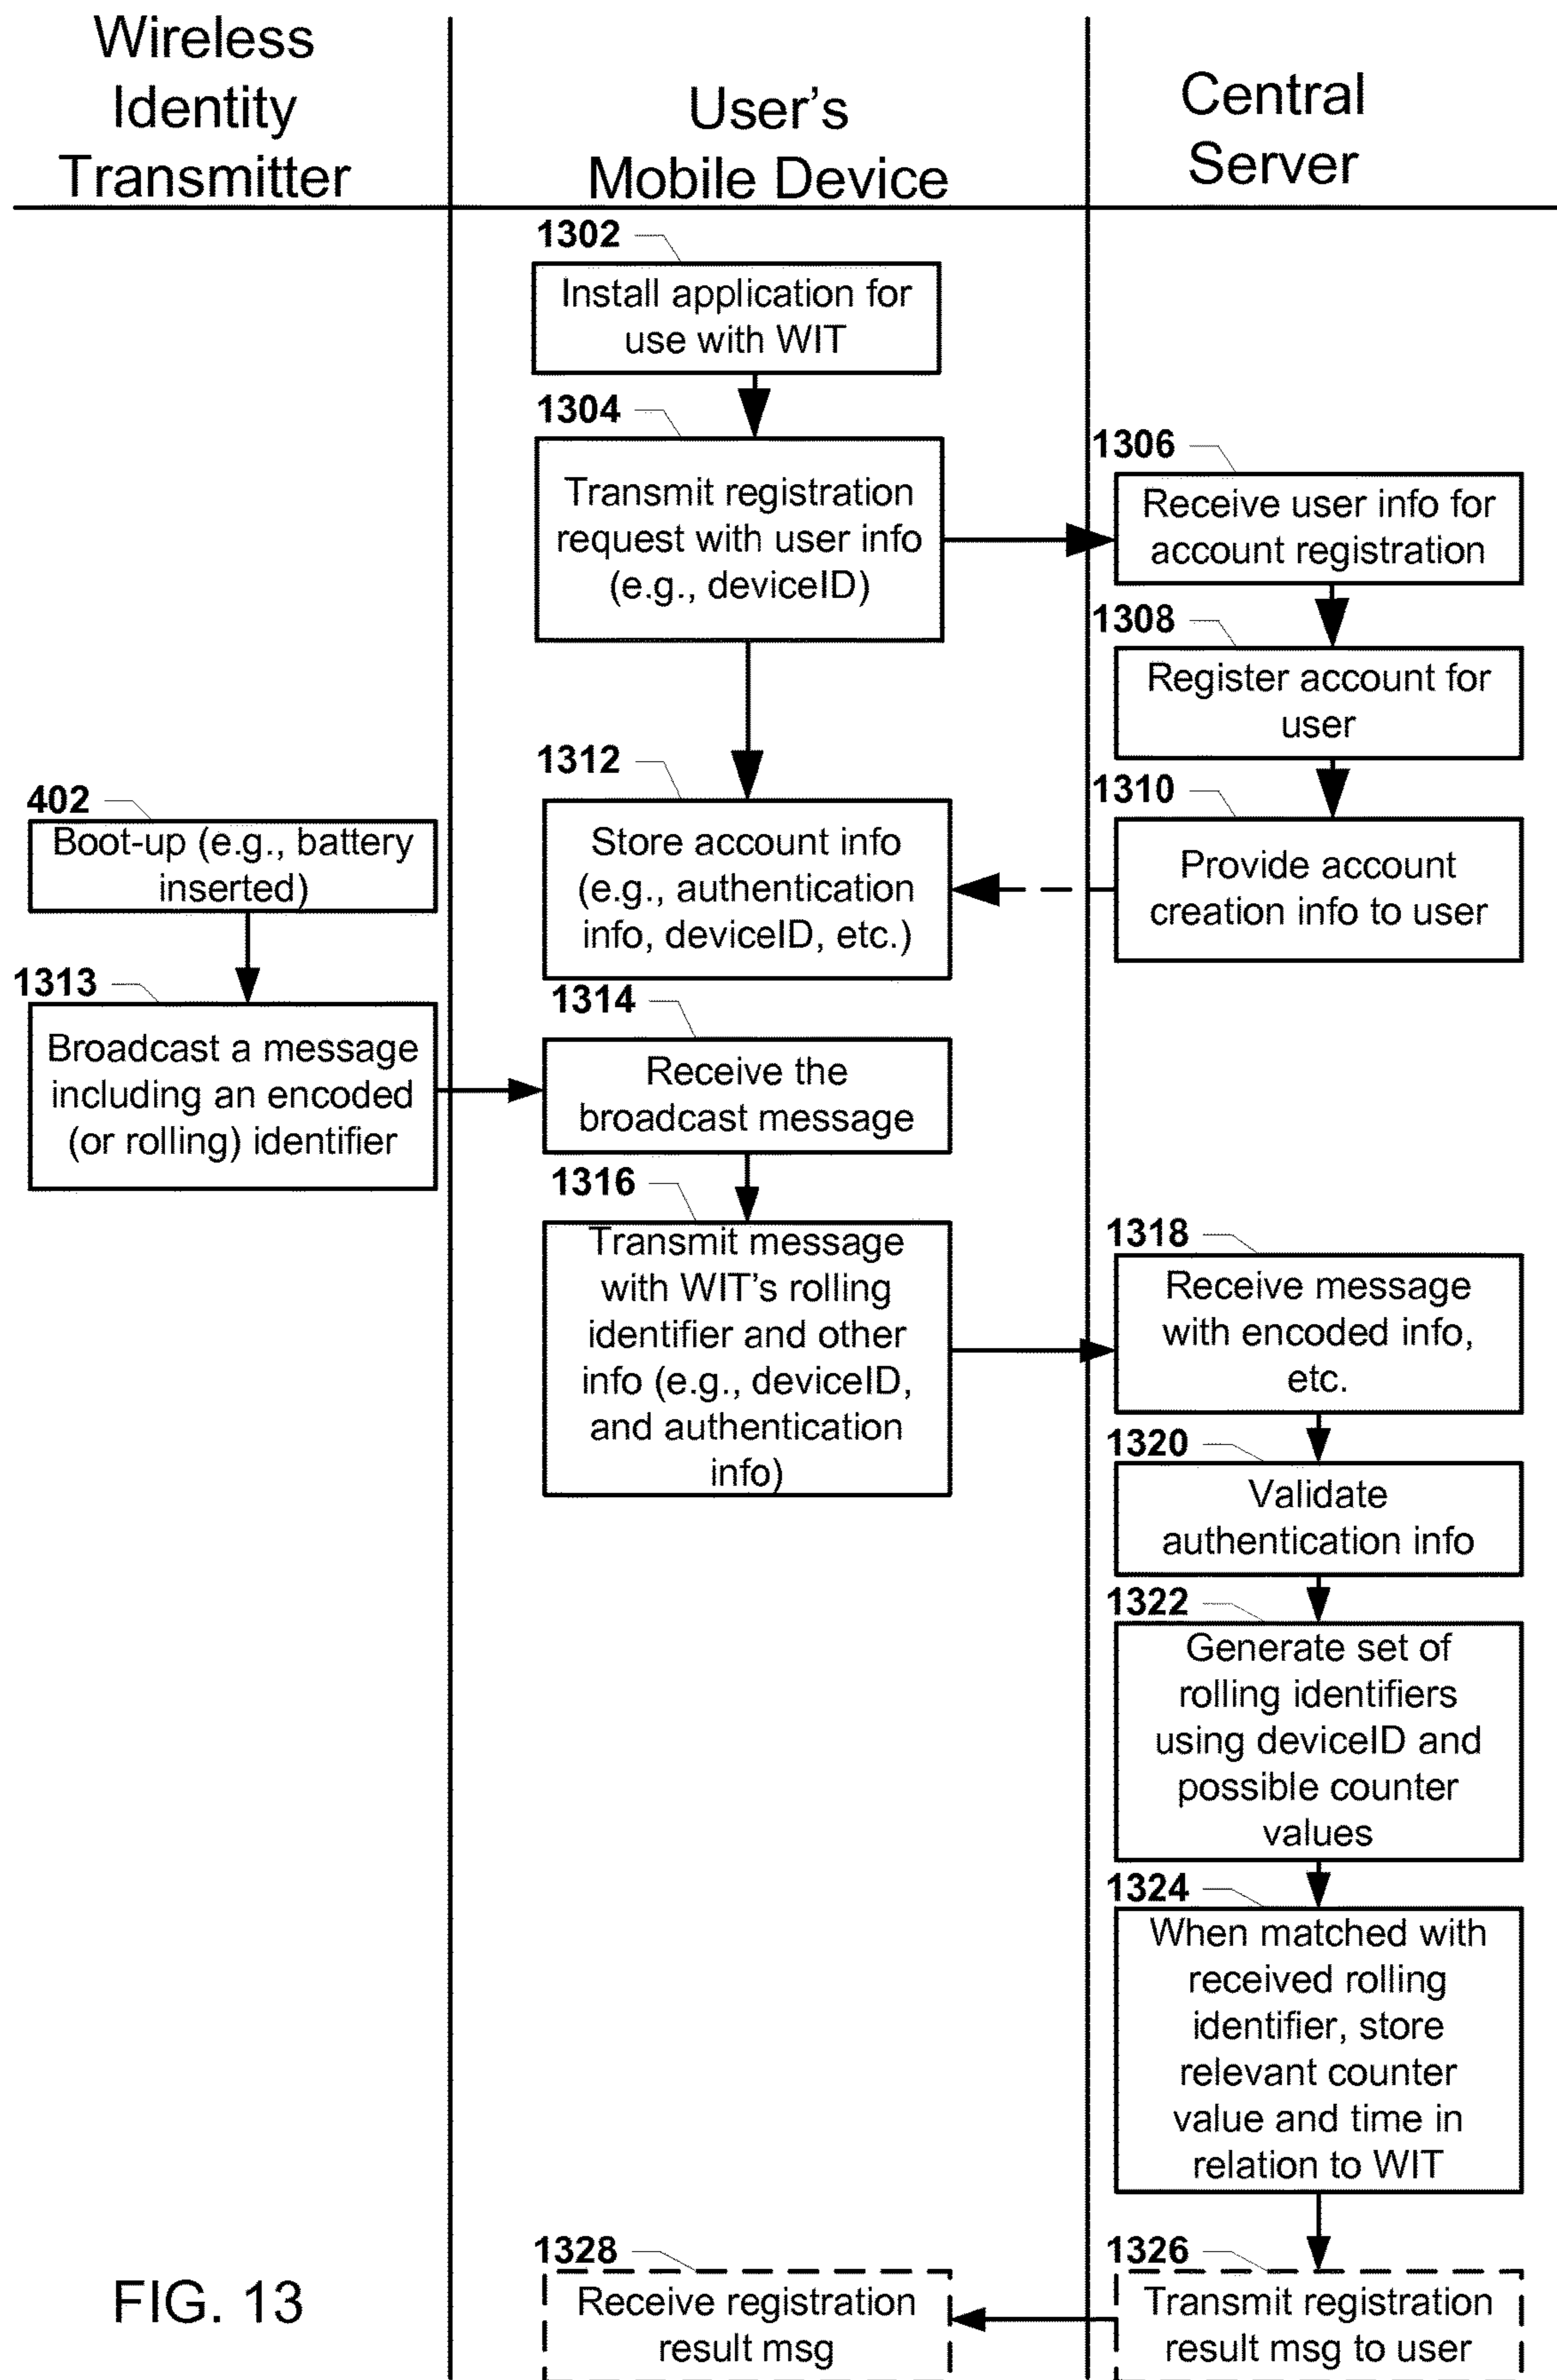 Wireless
Identity
Transmitter
User's
Mobile Device
Central
Server
1302
Install application for
use with WIT
1304
Transmit registration
request with user info
(e.g., deviceID)
1306
Receive user info for
account registration
1308
Register account for
user
1310
Provide account
creation info to user
1312
Store account info
(e.g., authentication
info, deviceID, etc.)
402
Boot-up (e.g., battery
inserted)
1313
Broadcast a message
including an encoded
(or rolling) identifier
1314
Receive the
broadcast message
1316
Transmit message
with WIT's rolling
identifier and other
info (e.g., deviceID,
and authentication
info)
1318
Receive message
with encoded info,
etc.
1320
Validate
authentication info
1322
Generate set of
rolling identifiers
using deviceID and
possible counter
values
1324
When matched with
received rolling
identifier, store
relevant counter
value and time in
relation to WIT
1326
Transmit registration
result msg to user
1328
Receive registration
result msg
FIG. 13